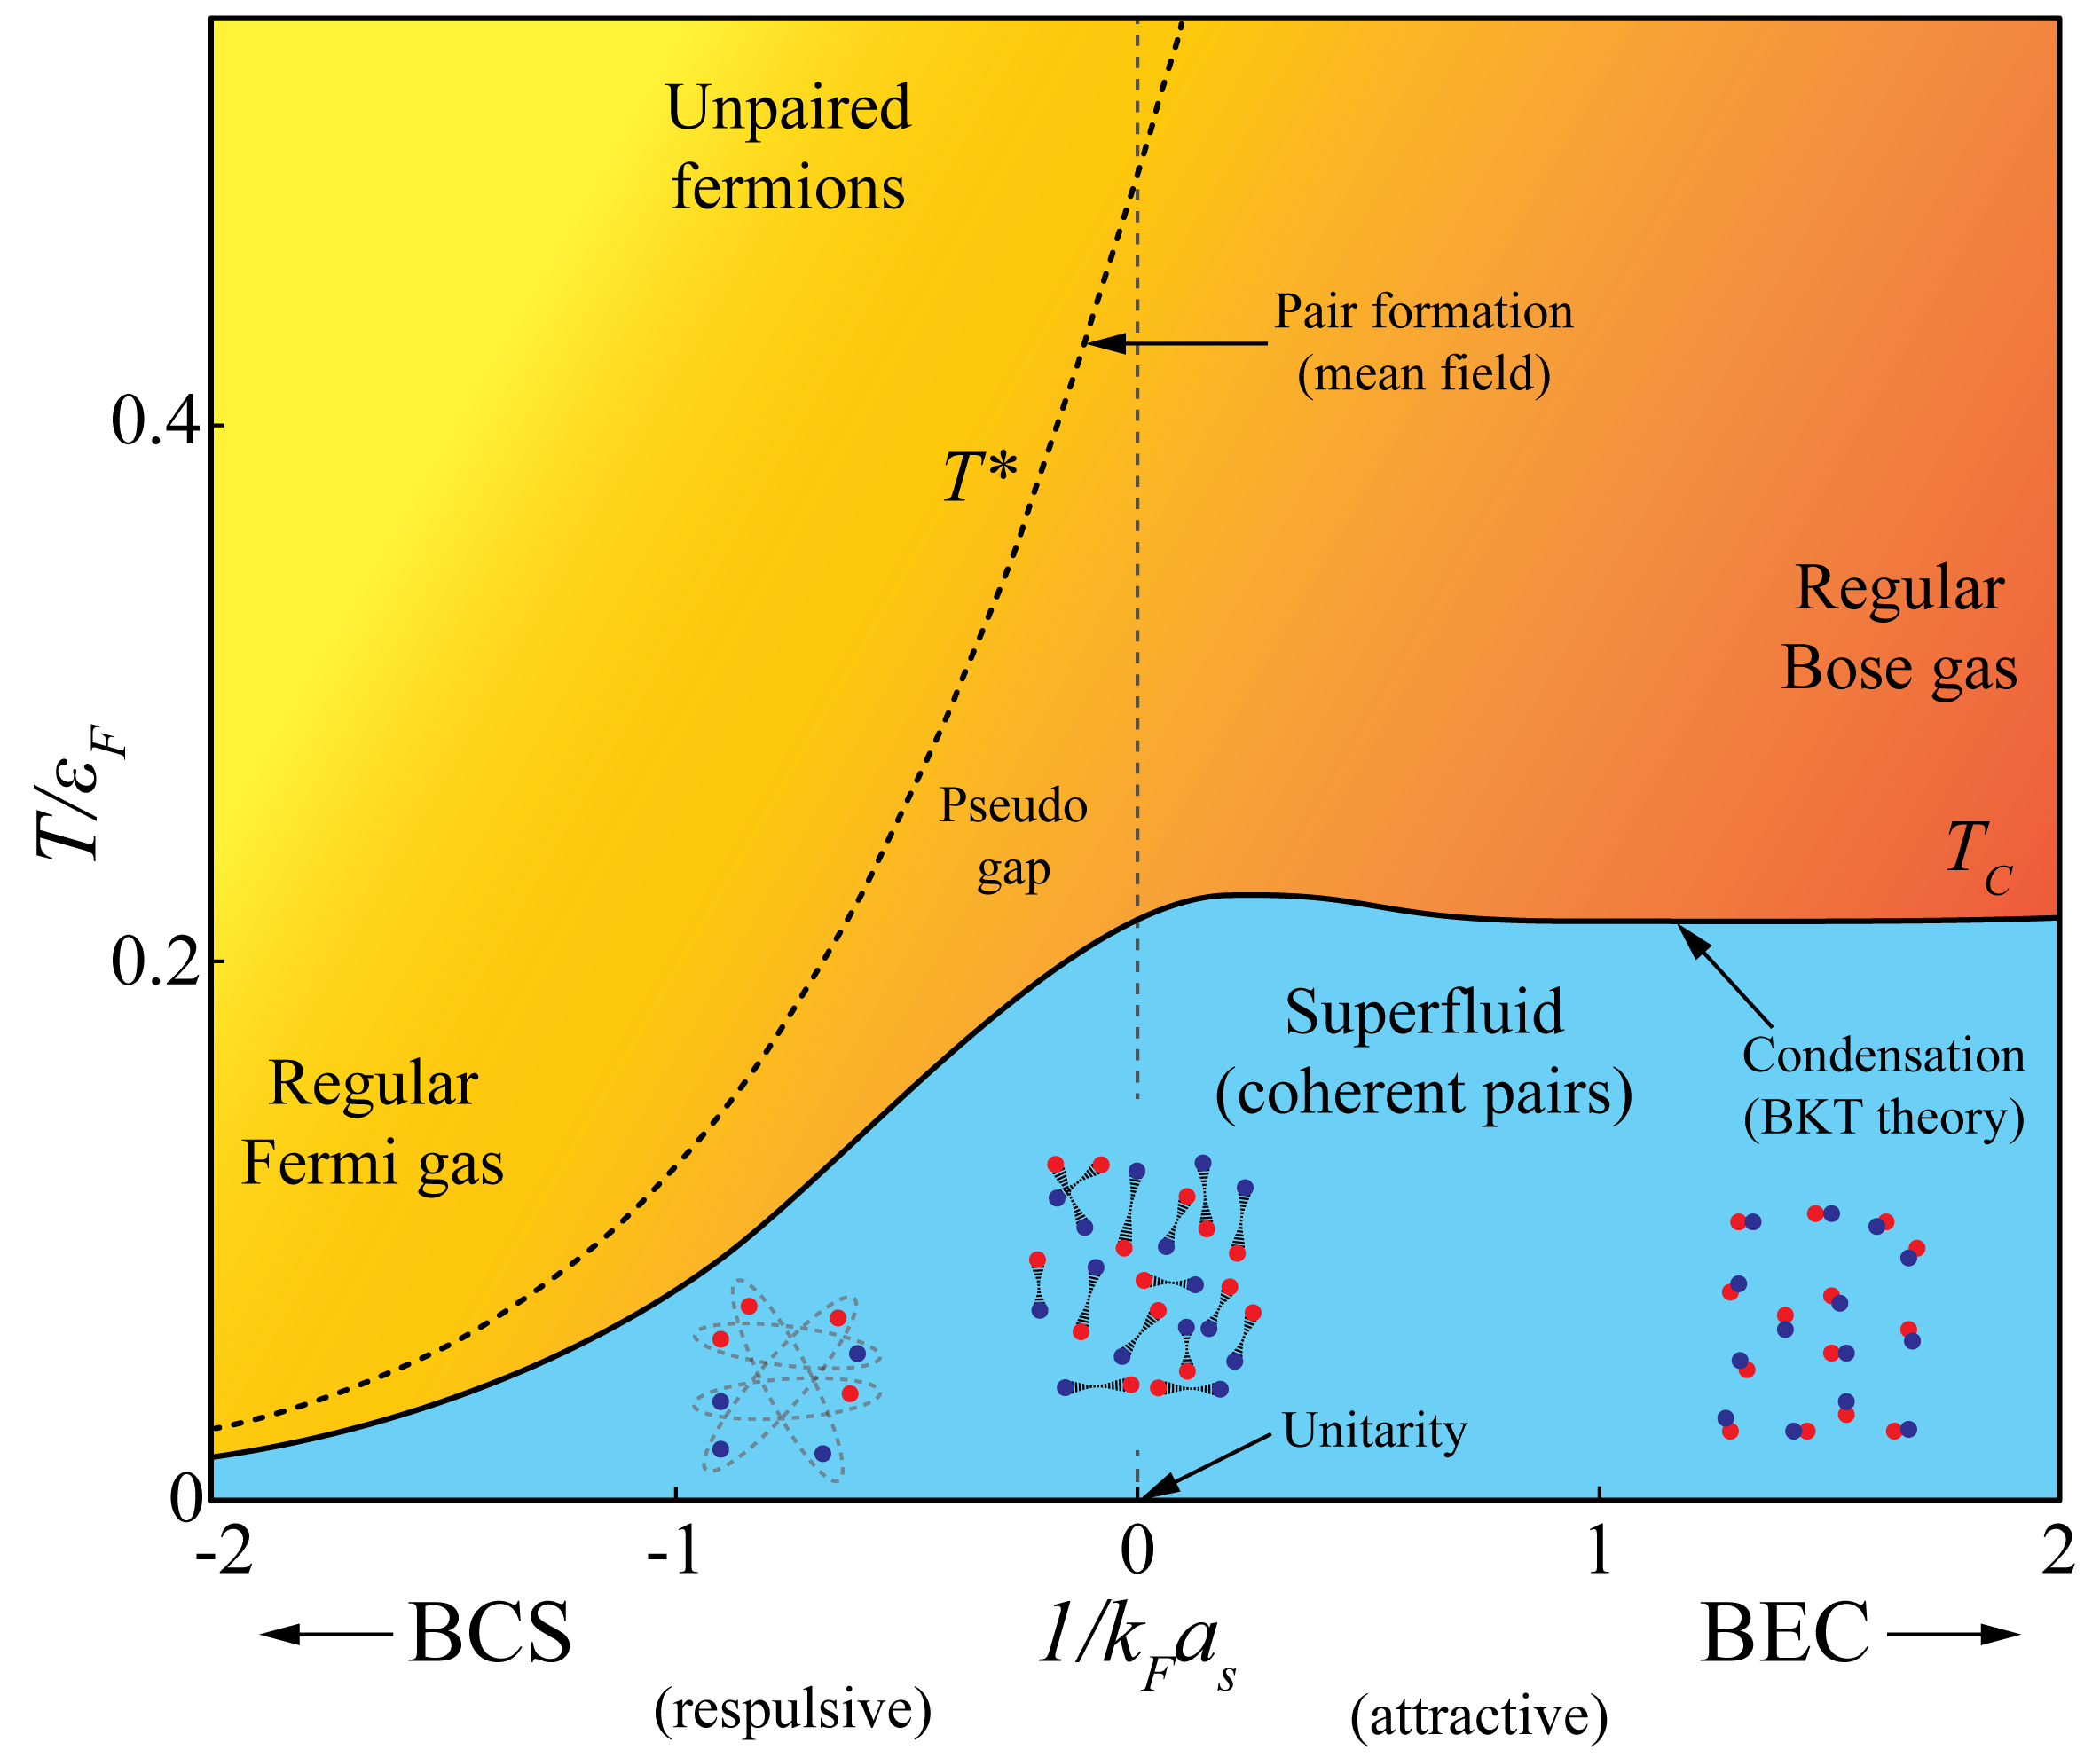 Unpaired
fermions
Pair formation
(mean field)
0.4
T*
Regular
Bose gas
T/εF
Pseudo
gap
TC
0.2
Superfluid
(coherent pairs)
Condensation
(BKT theory)
Regular
Fermi gas
Unitarity
0
-2
-1
0
1
2
BCS
1/kFas
BEC
(respulsive)
(attractive)